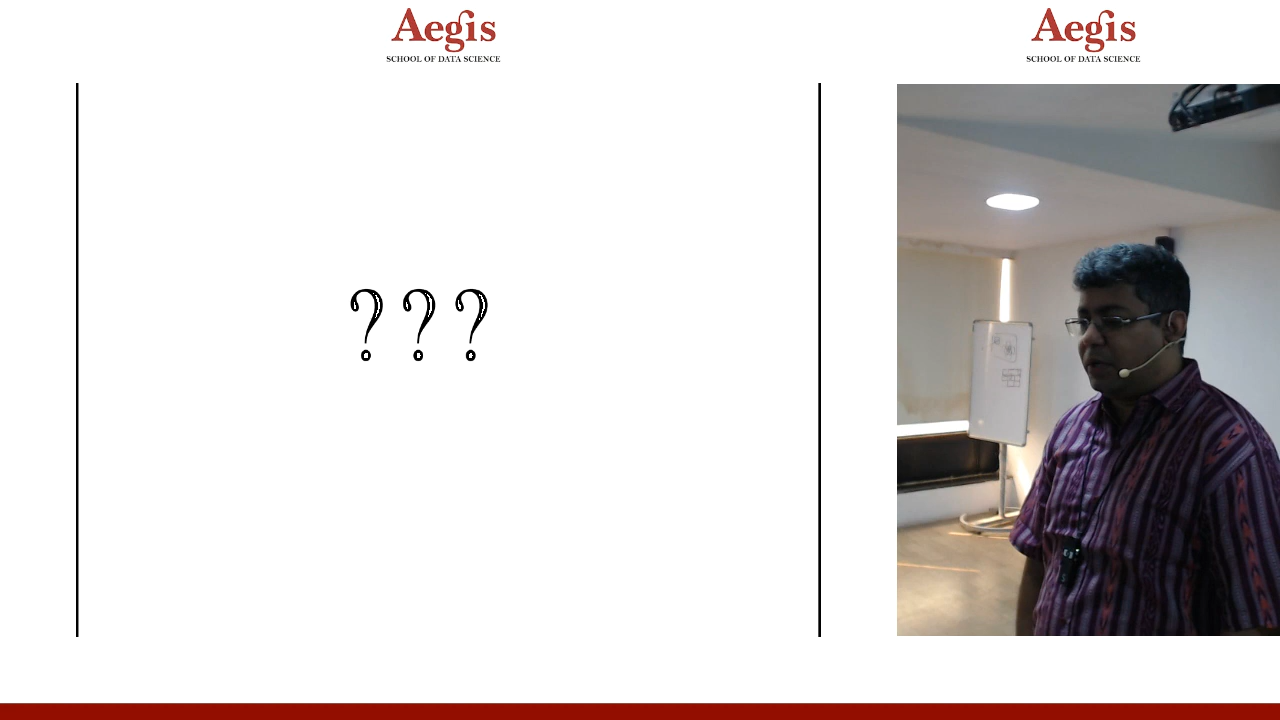 Aegis
SCHOOL OF DATA SCIENCE
Aegis
SCHOOL OF DATA SCIENCE
? ? ?